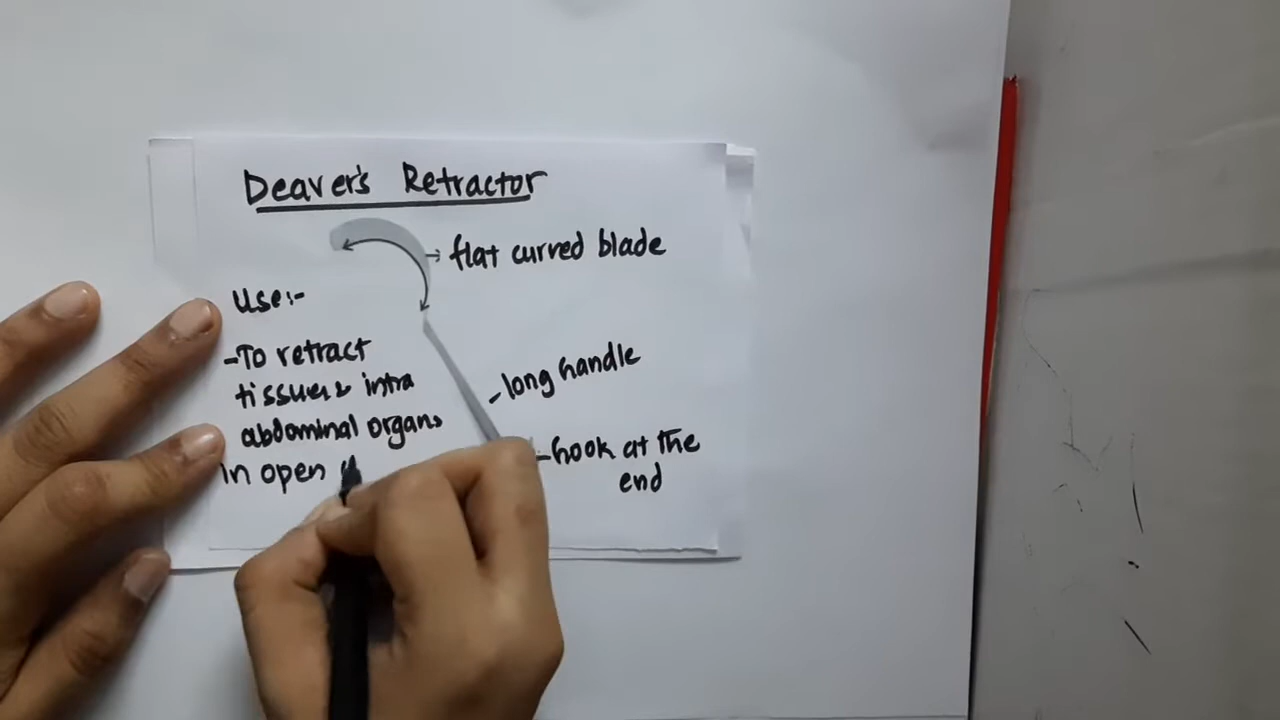 Deaver's Retractor
→ flat curved blade
Use:-
-To retract
tissues & intra
abdominal organs
in open
-long handle
-hook at the
end